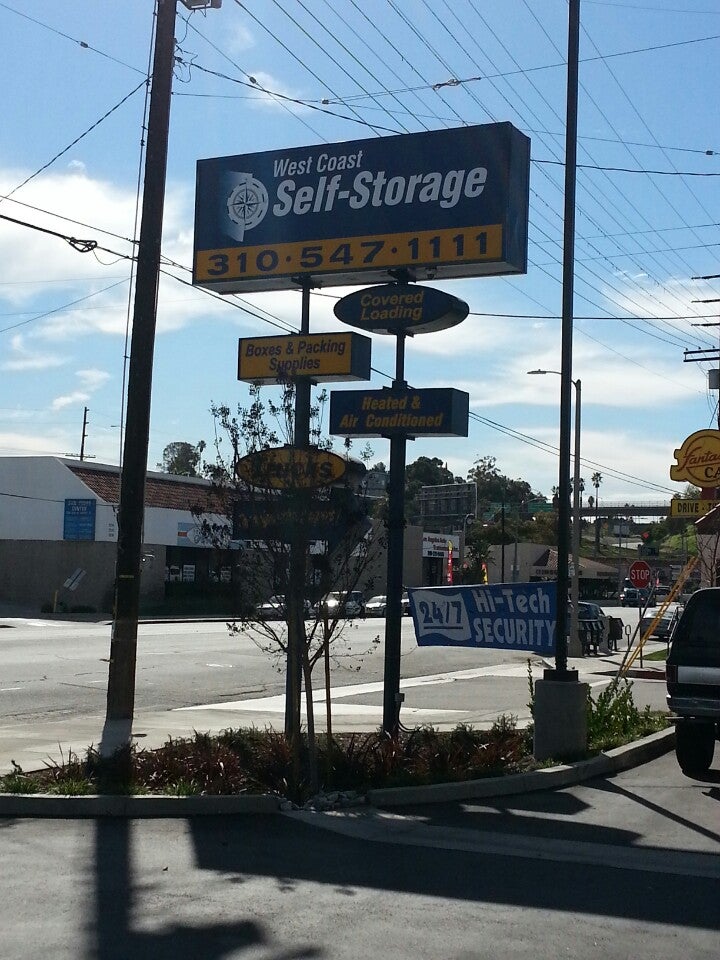 West Coast
Self-Storage
310·547·1111
Covered
Loading
Boxes & Packing
Supplies
Heated &
Air Conditioned
TRUCKS
24/7
Hi-Tech
SECURITY
STOP
DRIVE-T